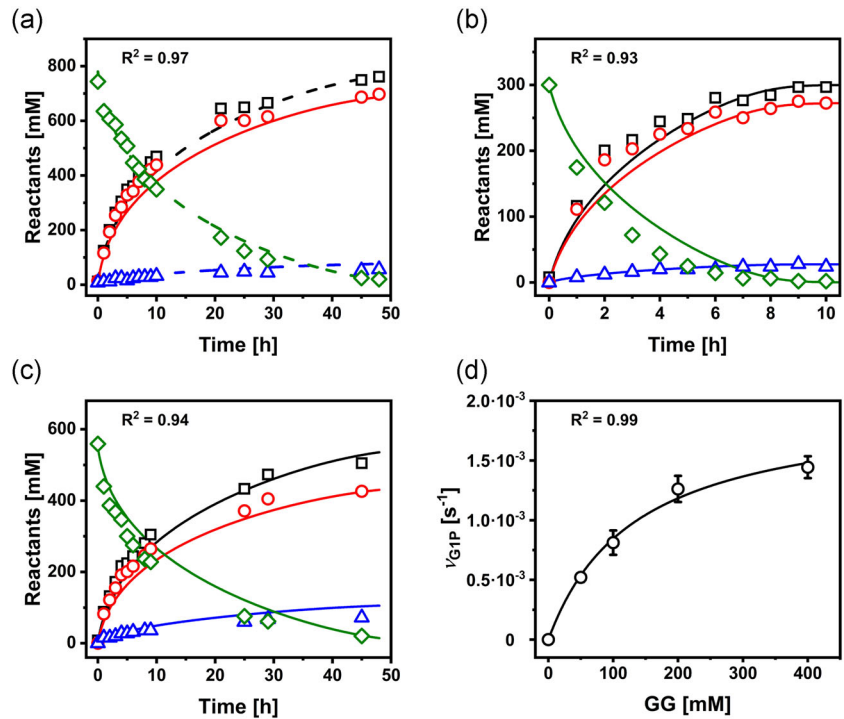 (a)
R² = 0.97
800
600
400
200
0
Reactants [mM]
0 10 20 30 40 50
Time [h]
(b)
R² = 0.93
300
200
100
0
Reactants [mM]
0 2 4 6 8 10
Time [h]
(c)
R² = 0.94
600
400
200
0
Reactants [mM]
0 10 20 30 40 50
Time [h]
(d)
R² = 0.99
2.0·10⁻³
1.5·10⁻³
1.0·10⁻³
0.5·10⁻³
0
νG1P [s⁻¹]
0 100 200 300 400
GG [mM]